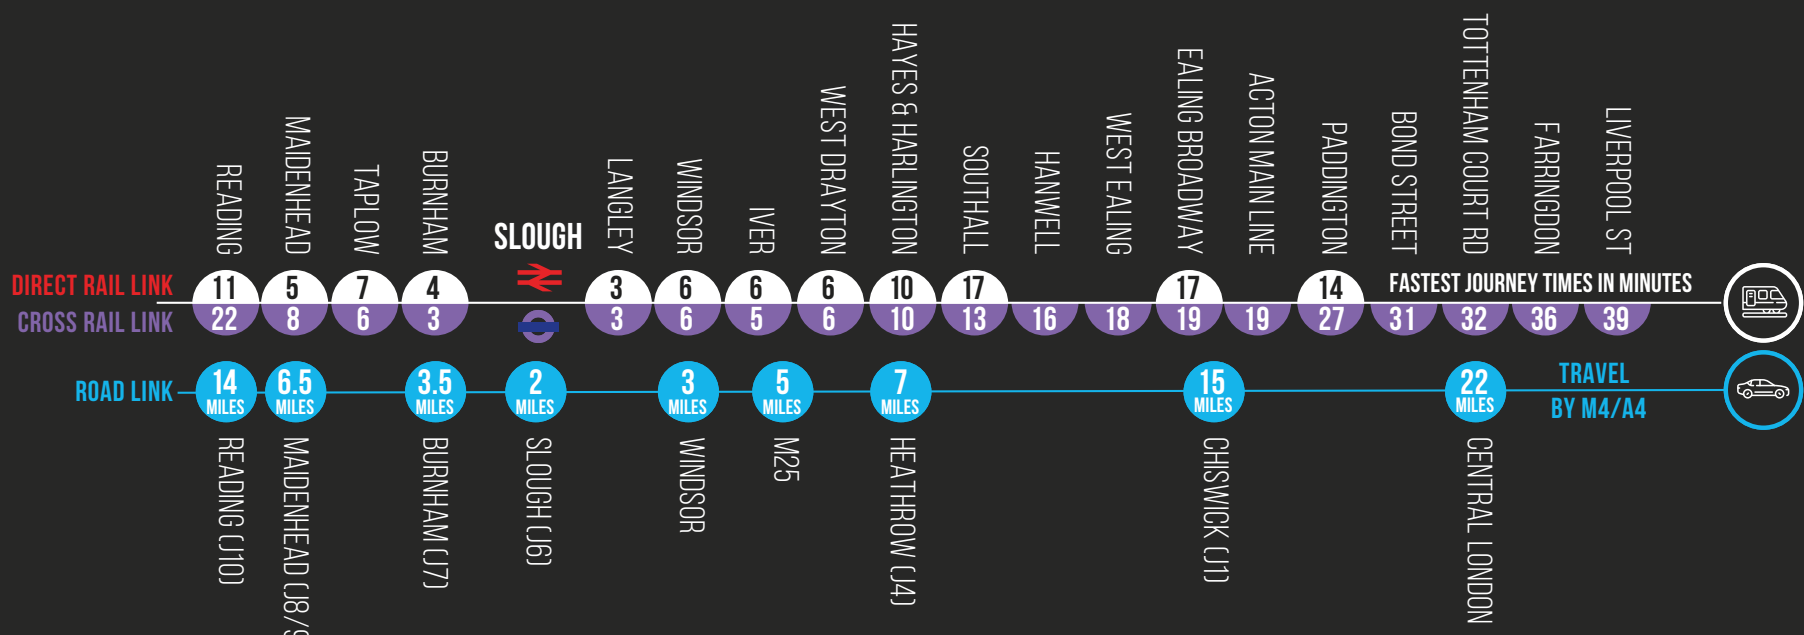 READING
MAIDENHEAD
TAPLOW
BURNHAM
SLOUGH
LANGLEY
WINDSOR
IVER
WEST DRAYTON
HAYES & HARLINGTON
SOUTHALL
HANWELL
WEST EALING
EALING BROADWAY
ACTON MAIN LINE
PADDINGTON
BOND STREET
TOTTENHAM COURT RD
FARRINGDON
LIVERPOOL ST
DIRECT RAIL LINK 11 5 7 4 3 6 6 6 10 17 17 14 FASTEST JOURNEY TIMES IN MINUTES
CROSS RAIL LINK 22 8 6 3 3 6 5 6 10 13 16 18 19 19 27 31 32 36 39
ROAD LINK
14 MILES
6.5 MILES
3.5 MILES
2 MILES
3 MILES
5 MILES
7 MILES
15 MILES
22 MILES
TRAVEL
BY M4/A4
READING (J10)
MAIDENHEAD (J8/9
BURNHAM (J7)
SLOUGH (J6)
WINDSOR
M25
HEATHROW (J4)
CHISWICK (J1)
CENTRAL LONDON